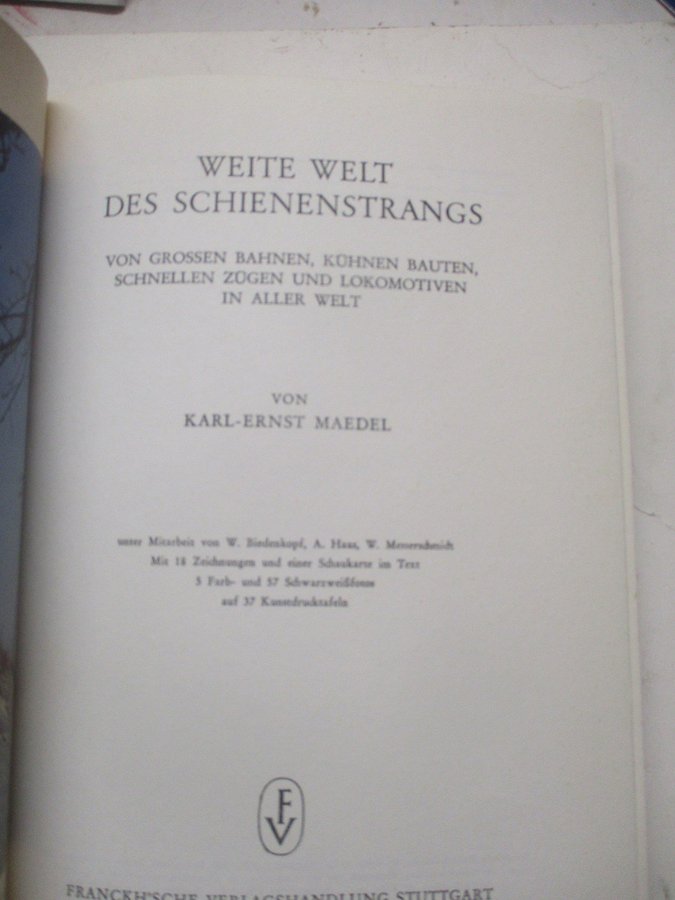 WEITE WELT
DES SCHIENENSTRANGS
VON GROSSEN BAHNEN, KÜHNEN BAUTEN,
SCHNELLEN ZÜGEN UND LOKOMOTIVEN
IN ALLER WELT
VON
KARL-ERNST MAEDEL
unter Mitarbeit von W. Biedenkopf, A. Haas, W. Messerschmidt
Mit 18 Zeichnungen und einer Schaukarte im Text
5 Farb- und 57 Schwarzweißfotos
auf 37 Kunstdrucktafeln
FV
FRANCKH'SCHE VERLAGSHANDLUNG STUTTGART